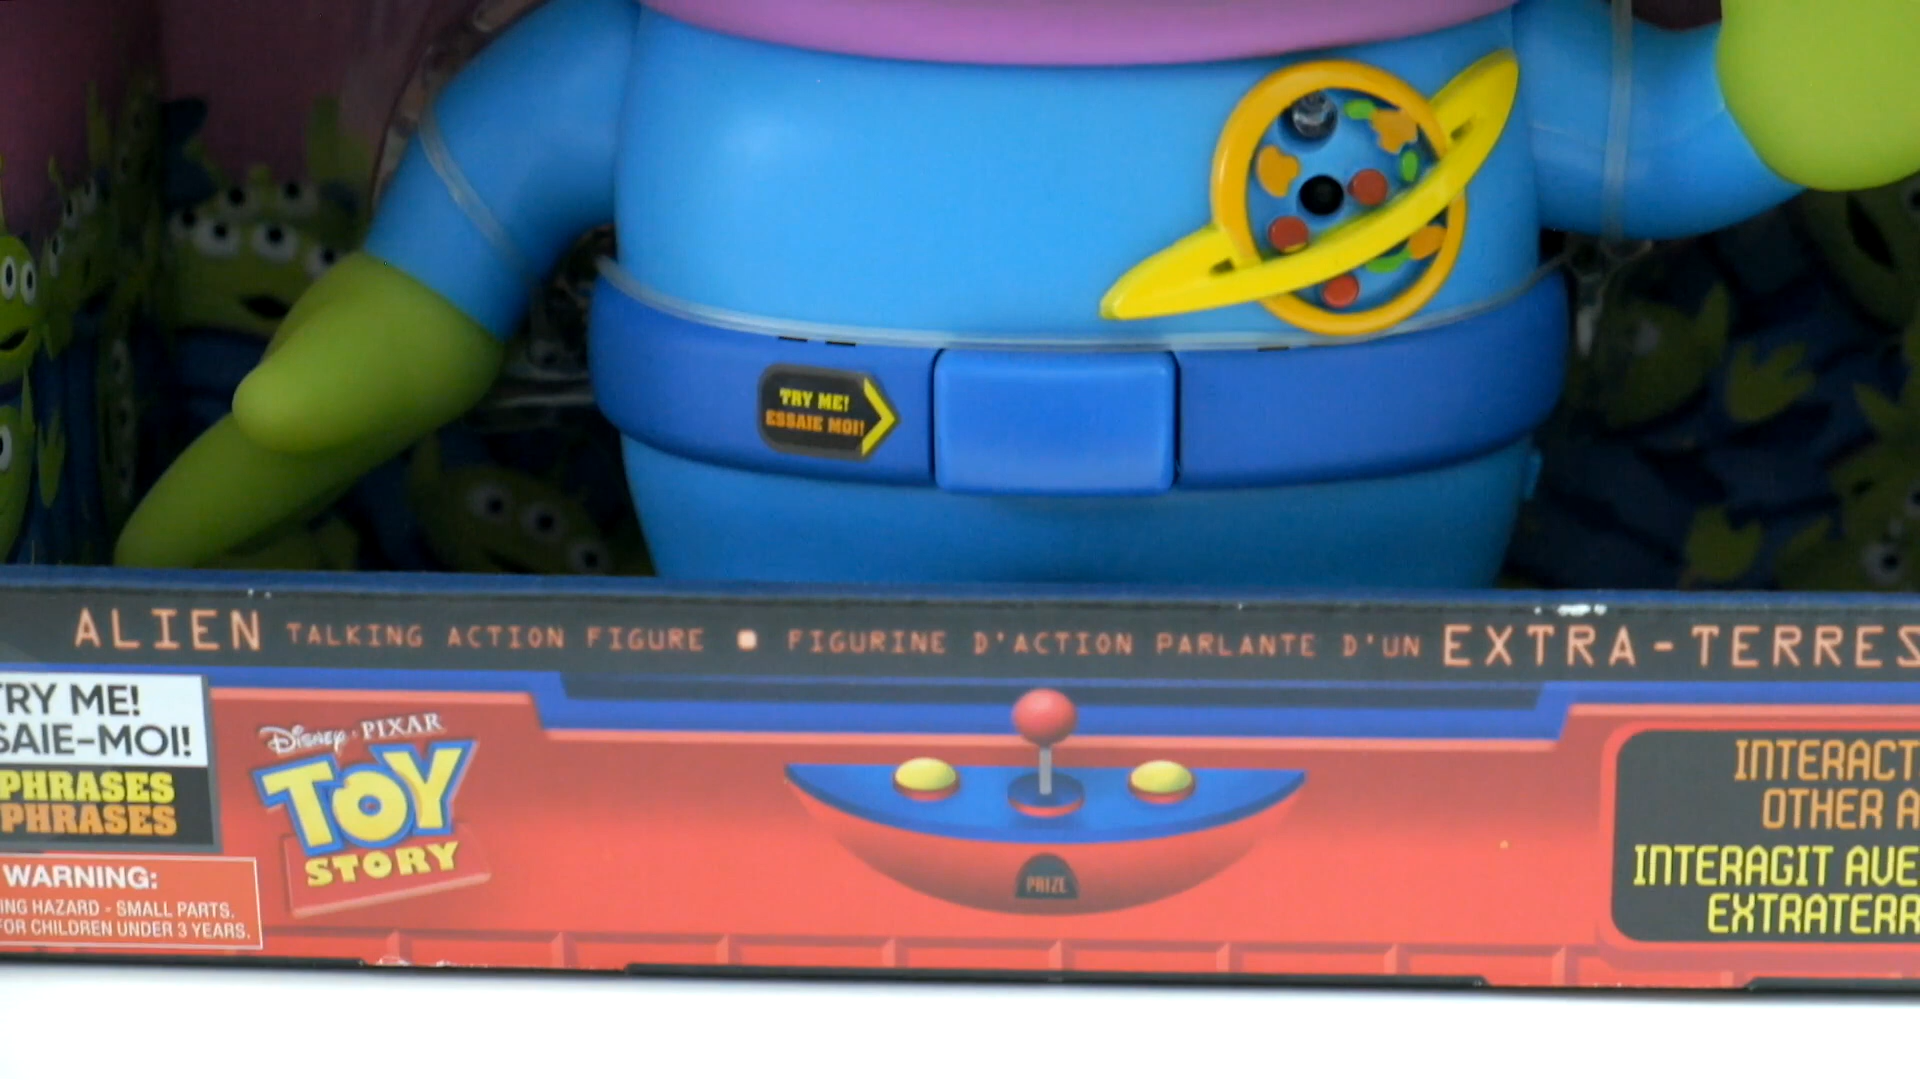 TRY ME!
ESSAIE MOI!
ALIEN TALKING ACTION FIGURE ▪ FIGURINE D'ACTION PARLANTE D'UN EXTRA-TERRES
TRY ME!
SAIE-MOI!
PHRASES
PHRASES
WARNING:
ING HAZARD - SMALL PARTS.
FOR CHILDREN UNDER 3 YEARS.
Disney·PIXAR
TOY
STORY
PRIZE
INTERACT
OTHER A
INTERAGIT AVE
EXTRATERR